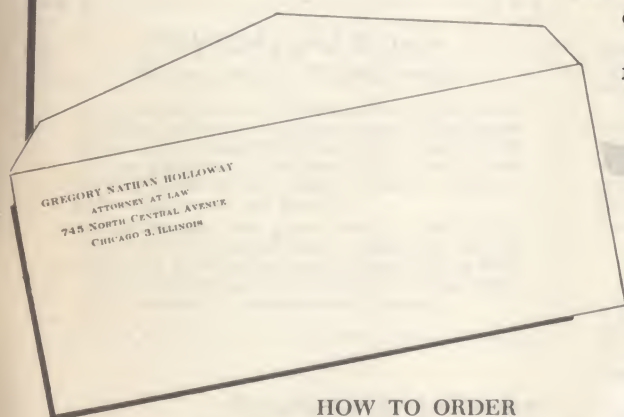 GREGORY NATHAN HOLLOWAY
ATTORNEY AT LAW
745 NORTH CENTRAL AVENUE
CHICAGO 3, ILLINOIS
HOW TO ORDER